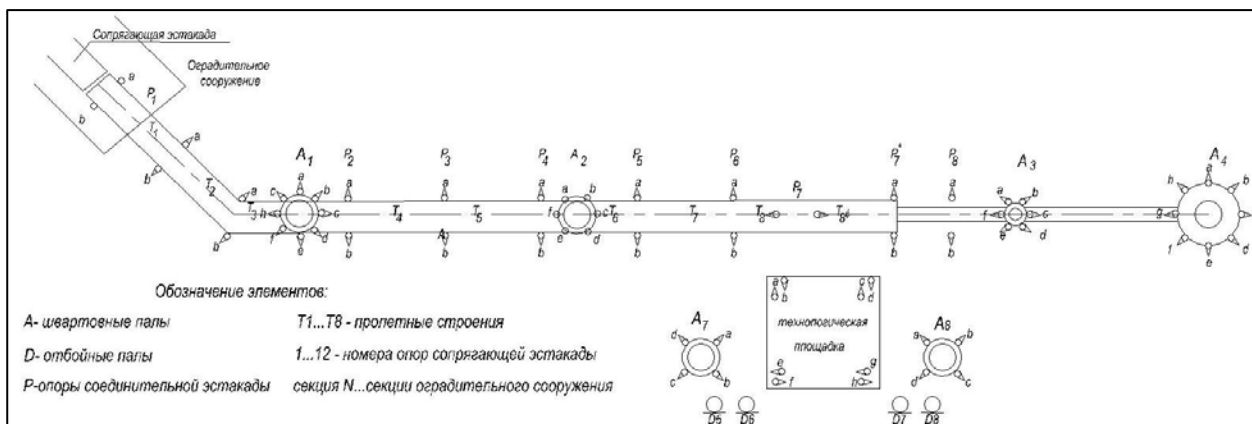 Сопрягающая эстакада
Оградительное
сооружение
a
P1
b
T1
a
b
T2
a
T3
b
A1
a
c b
h c
f d
e
P2
a
b
T4
P3
a
b
T5
P4
a
b
A2
a b
f c
e d
T6
P5
a
b
T7
P6
a
b
P7
T8 T8'
P7*
a
b
P8
a
b
A3
a b
f c
e d
A4
a
h b
g
f d
e
Обозначение элементов:
A- швартовные палы
D- отбойные палы
P-опоры соединительной эстакады
T1...T8 - пролетные строения
1...12 - номера опор сопрягающей эстакады
секция N...секции оградительного сооружения
A7
d a
c b
a b
c d
технологическая
площадка
e
f
g
h
A8
a b
d c
D5 D6
D7 D8